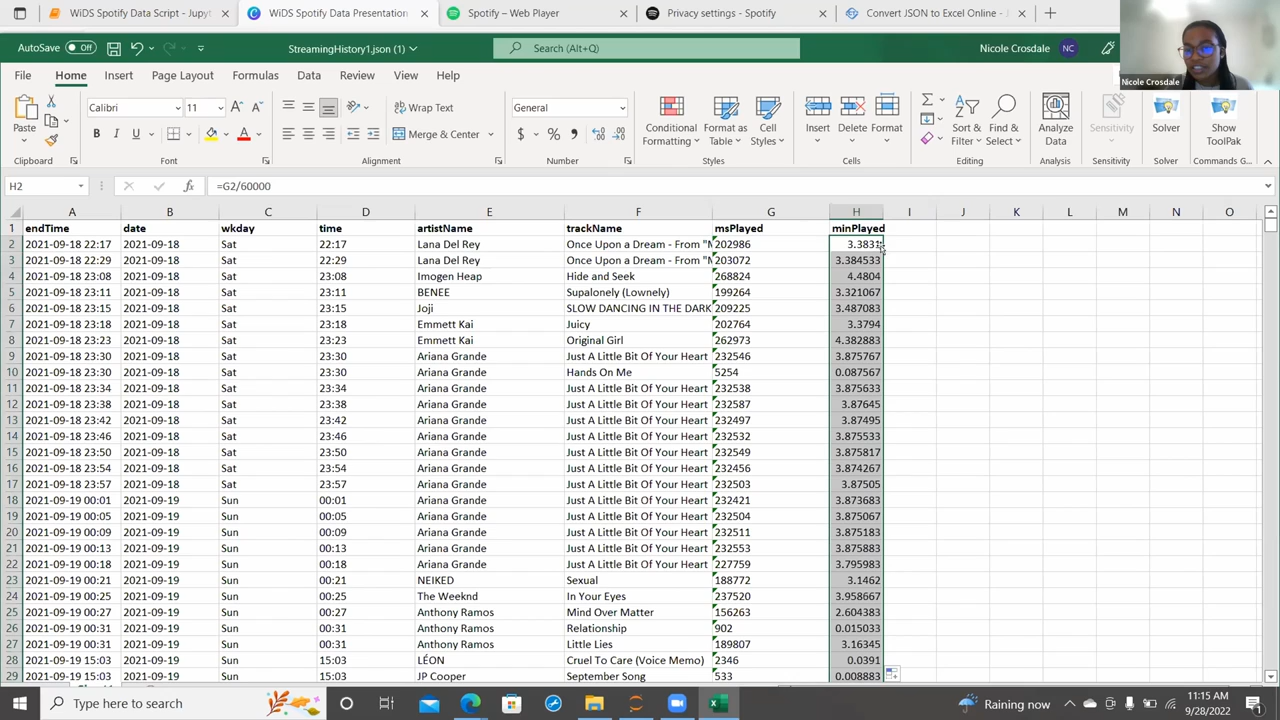 WiDS Spotify Data Script - Jupyt
WiDS Spotify Data Presentation
Spotify – Web Player
Privacy settings - Spotify
Convert JSON to Excel Online - J
AutoSave Off StreamingHistory1.json (1) Search (Alt+Q) Nicole Crosdale NC
Nicole Crosdale
File Home Insert Page Layout Formulas Data Review View Help
Paste Calibri 11 Wrap Text General
Merge & Center
Conditional Formatting Format as Table Cell Styles Insert Delete Format Sort & Filter Find & Select Analyze Data Sensitivity Solver Show ToolPak
Clipboard Font Alignment Number Styles Cells Editing Analysis Sensitivity Solver Commands G...
H2 fx =G2/60000
A B C D E F G H I J K L M N O
1 endTime date wkday time artistName trackName msPlayed minPlayed
2 2021-09-18 22:17 2021-09-18 Sat 22:17 Lana Del Rey Once Upon a Dream - From "M 202986 3.3831
3 2021-09-18 22:29 2021-09-18 Sat 22:29 Lana Del Rey Once Upon a Dream - From "M 203072 3.384533
4 2021-09-18 23:08 2021-09-18 Sat 23:08 Imogen Heap Hide and Seek 268824 4.4804
5 2021-09-18 23:11 2021-09-18 Sat 23:11 BENEE Supalonely (Lownely) 199264 3.321067
6 2021-09-18 23:15 2021-09-18 Sat 23:15 Joji SLOW DANCING IN THE DARK 209225 3.487083
7 2021-09-18 23:18 2021-09-18 Sat 23:18 Emmett Kai Juicy 202764 3.3794
8 2021-09-18 23:23 2021-09-18 Sat 23:23 Emmett Kai Original Girl 262973 4.382883
9 2021-09-18 23:30 2021-09-18 Sat 23:30 Ariana Grande Just A Little Bit Of Your Heart 232546 3.875767
10 2021-09-18 23:30 2021-09-18 Sat 23:30 Ariana Grande Hands On Me 5254 0.087567
11 2021-09-18 23:34 2021-09-18 Sat 23:34 Ariana Grande Just A Little Bit Of Your Heart 232538 3.875633
12 2021-09-18 23:38 2021-09-18 Sat 23:38 Ariana Grande Just A Little Bit Of Your Heart 232587 3.87645
13 2021-09-18 23:42 2021-09-18 Sat 23:42 Ariana Grande Just A Little Bit Of Your Heart 232497 3.87495
14 2021-09-18 23:46 2021-09-18 Sat 23:46 Ariana Grande Just A Little Bit Of Your Heart 232532 3.875533
15 2021-09-18 23:50 2021-09-18 Sat 23:50 Ariana Grande Just A Little Bit Of Your Heart 232549 3.875817
16 2021-09-18 23:54 2021-09-18 Sat 23:54 Ariana Grande Just A Little Bit Of Your Heart 232456 3.874267
17 2021-09-18 23:57 2021-09-18 Sat 23:57 Ariana Grande Just A Little Bit Of Your Heart 232503 3.87505
18 2021-09-19 00:01 2021-09-19 Sun 00:01 Ariana Grande Just A Little Bit Of Your Heart 232421 3.873683
19 2021-09-19 00:05 2021-09-19 Sun 00:05 Ariana Grande Just A Little Bit Of Your Heart 232504 3.875067
20 2021-09-19 00:09 2021-09-19 Sun 00:09 Ariana Grande Just A Little Bit Of Your Heart 232511 3.875183
21 2021-09-19 00:13 2021-09-19 Sun 00:13 Ariana Grande Just A Little Bit Of Your Heart 232553 3.875883
22 2021-09-19 00:18 2021-09-19 Sun 00:18 Ariana Grande Just A Little Bit Of Your Heart 227759 3.795983
23 2021-09-19 00:21 2021-09-19 Sun 00:21 NEIKED Sexual 188772 3.1462
24 2021-09-19 00:25 2021-09-19 Sun 00:25 The Weeknd In Your Eyes 237520 3.958667
25 2021-09-19 00:27 2021-09-19 Sun 00:27 Anthony Ramos Mind Over Matter 156263 2.604383
26 2021-09-19 00:31 2021-09-19 Sun 00:31 Anthony Ramos Relationship 902 0.015033
27 2021-09-19 00:31 2021-09-19 Sun 00:31 Anthony Ramos Little Lies 189807 3.16345
28 2021-09-19 15:03 2021-09-19 Sun 15:03 LÉON Cruel To Care (Voice Memo) 2346 0.0391
29 2021-09-19 15:03 2021-09-19 Sun 15:03 JP Cooper September Song 533 0.008883
Type here to search Raining now 11:15 AM
9/28/2022